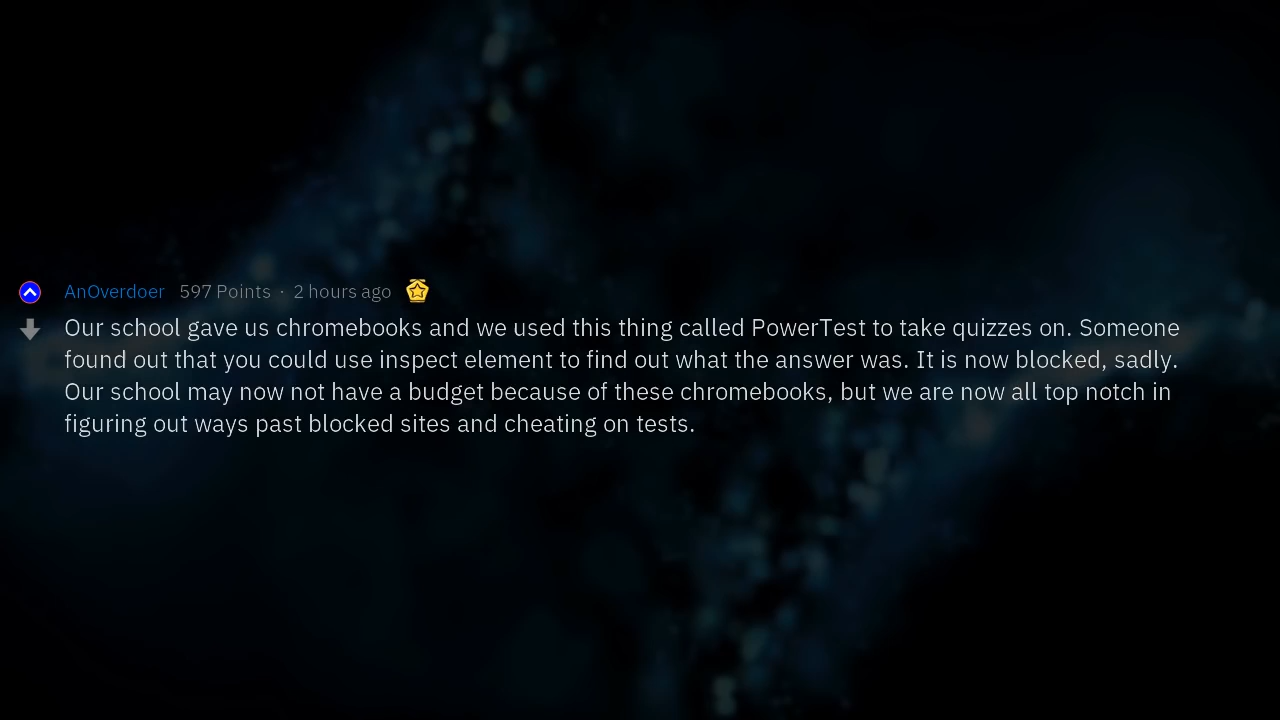 AnOverdoer 597 Points · 2 hours ago
Our school gave us chromebooks and we used this thing called PowerTest to take quizzes on. Someone
found out that you could use inspect element to find out what the answer was. It is now blocked, sadly.
Our school may now not have a budget because of these chromebooks, but we are now all top notch in
figuring out ways past blocked sites and cheating on tests.